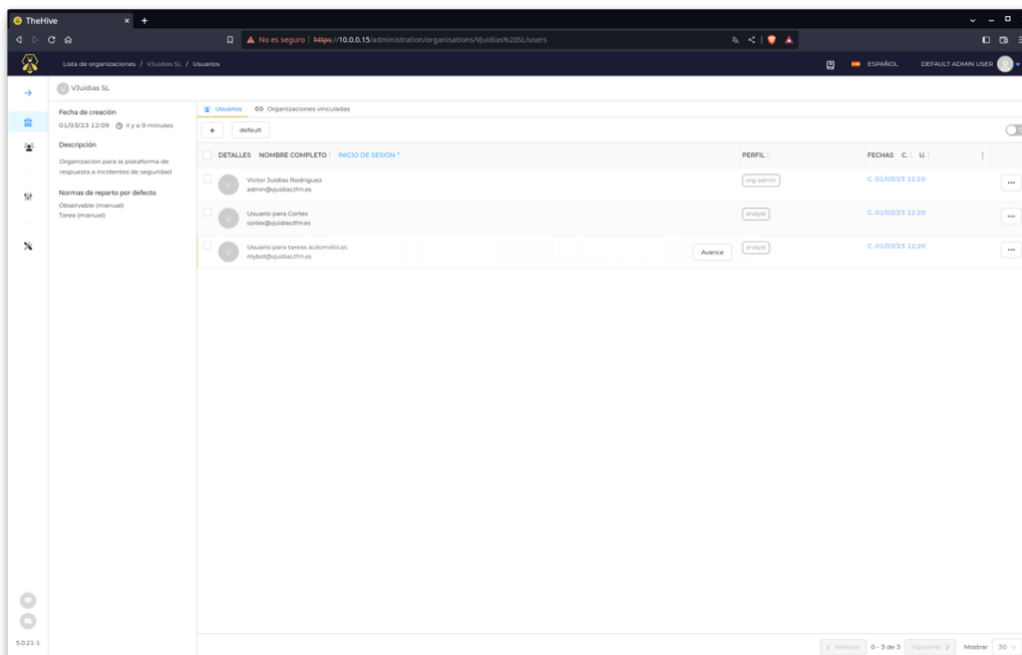 TheHive
No es seguro | https://10.0.0.15/administration/organisations/VJuidias%20SL/users
Lista de organizaciones / VJuidias SL / Usuarios
ESPAÑOL
DEFAULT ADMIN USER
VJuidias SL
Fecha de creación
01/03/23 12:09 il y a 9 minutes
Descripción
Organización para la plataforma de
respuesta a incidentes de seguridad
Normas de reparto por defecto
Observable (manual)
Tarea (manual)
Usuarios Organizaciones vinculadas
+ default
DETALLES NOMBRE COMPLETO INICIO DE SESIÓN PERFIL FECHAS C. U.
V Victor Juidias Rodriguez org-admin C. 01/03/23 12:20
admin@vjuidias.tfm.es
U Usuario para Cortex analyst C. 01/03/23 12:20
cortex@vjuidias.tfm.es
U Usuario para tareas automáticas Avance analyst C. 01/03/23 12:20
mybot@vjuidias.tfm.es
5.0.21-1
Anterior 0 - 3 de 3 Siguiente Mostrar 30